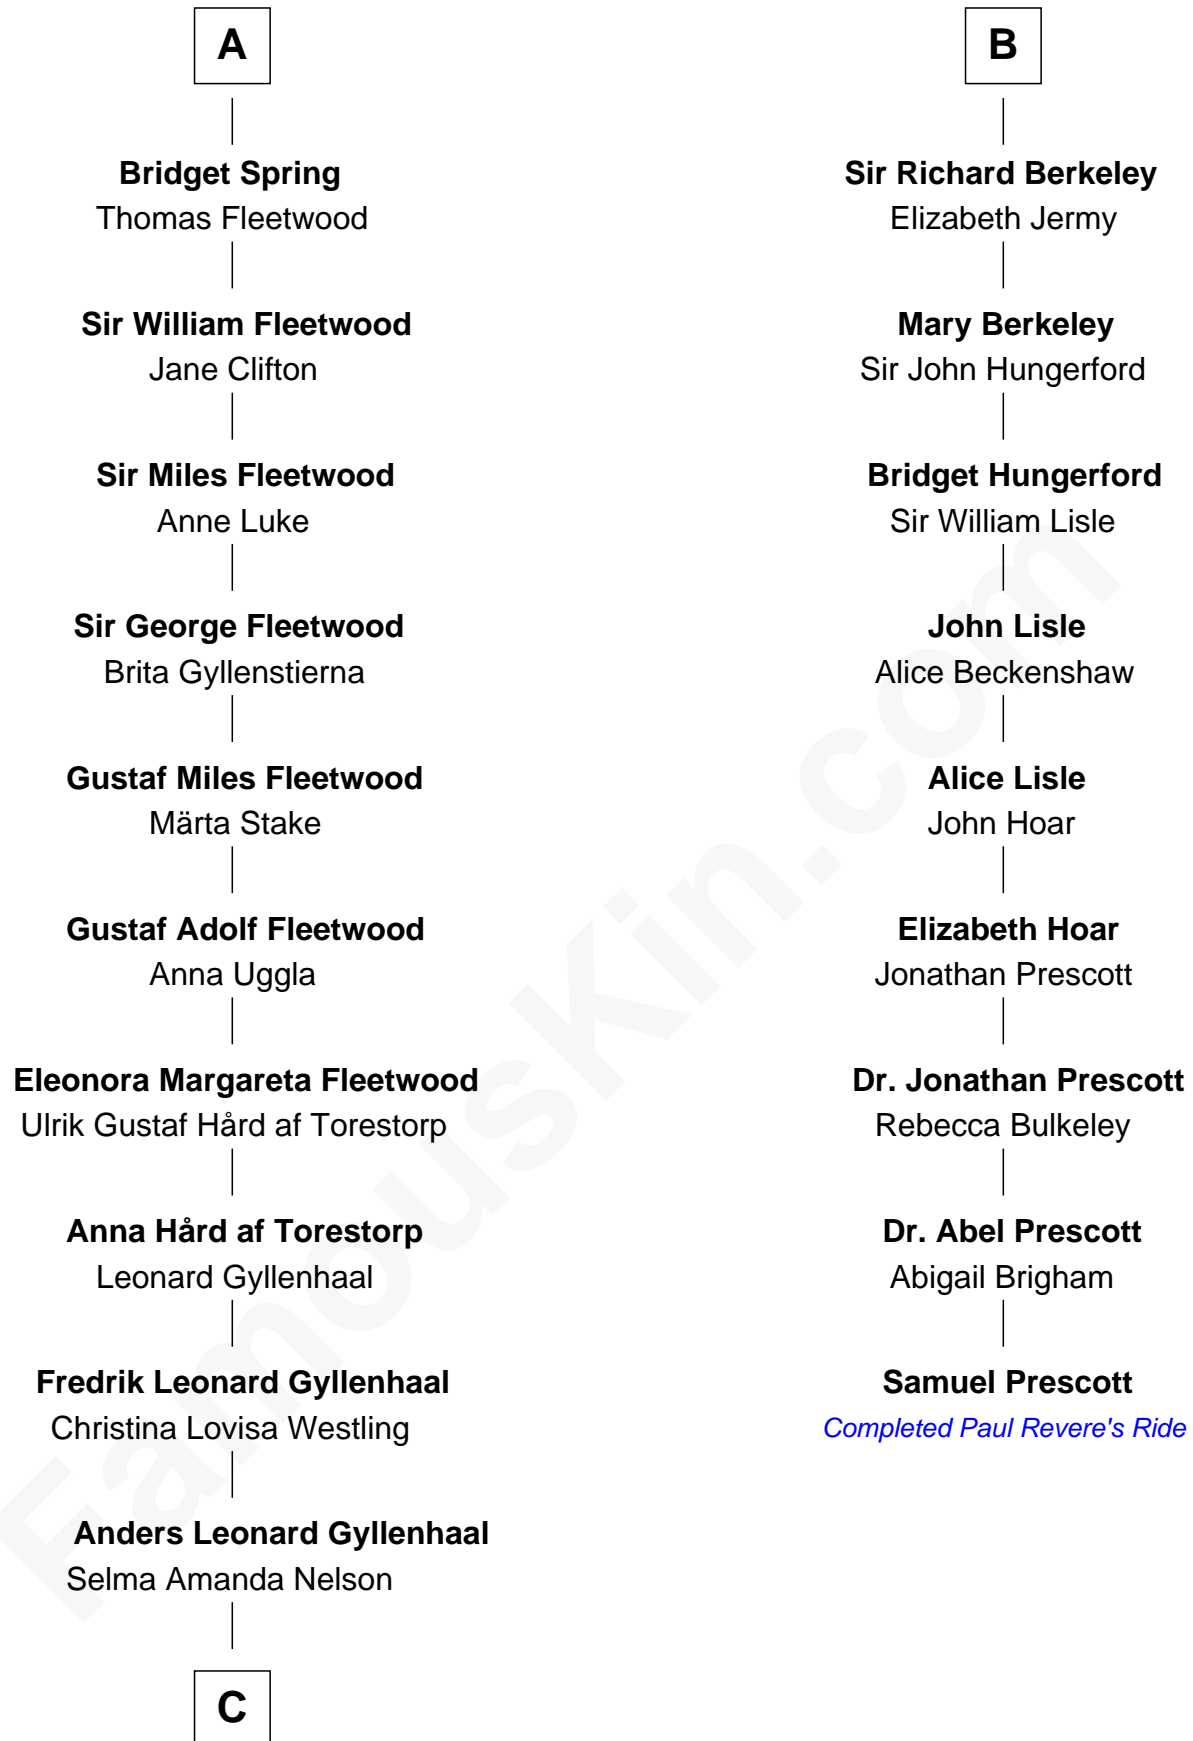 A
Bridget Spring
Thomas Fleetwood
Sir William Fleetwood
Jane Clifton
Sir Miles Fleetwood
Anne Luke
Sir George Fleetwood
Brita Gyllenstierna
Gustaf Miles Fleetwood
Märta Stake
Gustaf Adolf Fleetwood
Anna Uggla
Eleonora Margareta Fleetwood
Ulrik Gustaf Hård af Torestorp
Anna Hård af Torestorp
Leonard Gyllenhaal
Fredrik Leonard Gyllenhaal
Christina Lovisa Westling
Anders Leonard Gyllenhaal
Selma Amanda Nelson
C
B
Sir Richard Berkeley
Elizabeth Jermy
Mary Berkeley
Sir John Hungerford
Bridget Hungerford
Sir William Lisle
John Lisle
Alice Beckenshaw
Alice Lisle
John Hoar
Elizabeth Hoar
Jonathan Prescott
Dr. Jonathan Prescott
Rebecca Bulkeley
Dr. Abel Prescott
Abigail Brigham
Samuel Prescott
Completed Paul Revere's Ride
FamousKin.com